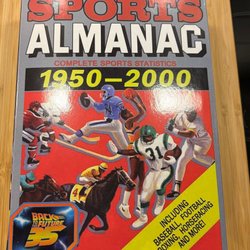 SPORTS
ALMANAC
COMPLETE SPORTS STATISTICS
1950-2000
31
INCLUDING
BASEBALL, FOOTBALL
BOXING, HORSERACING
AND MORE!
BACK
TO THE
FUTURE
35